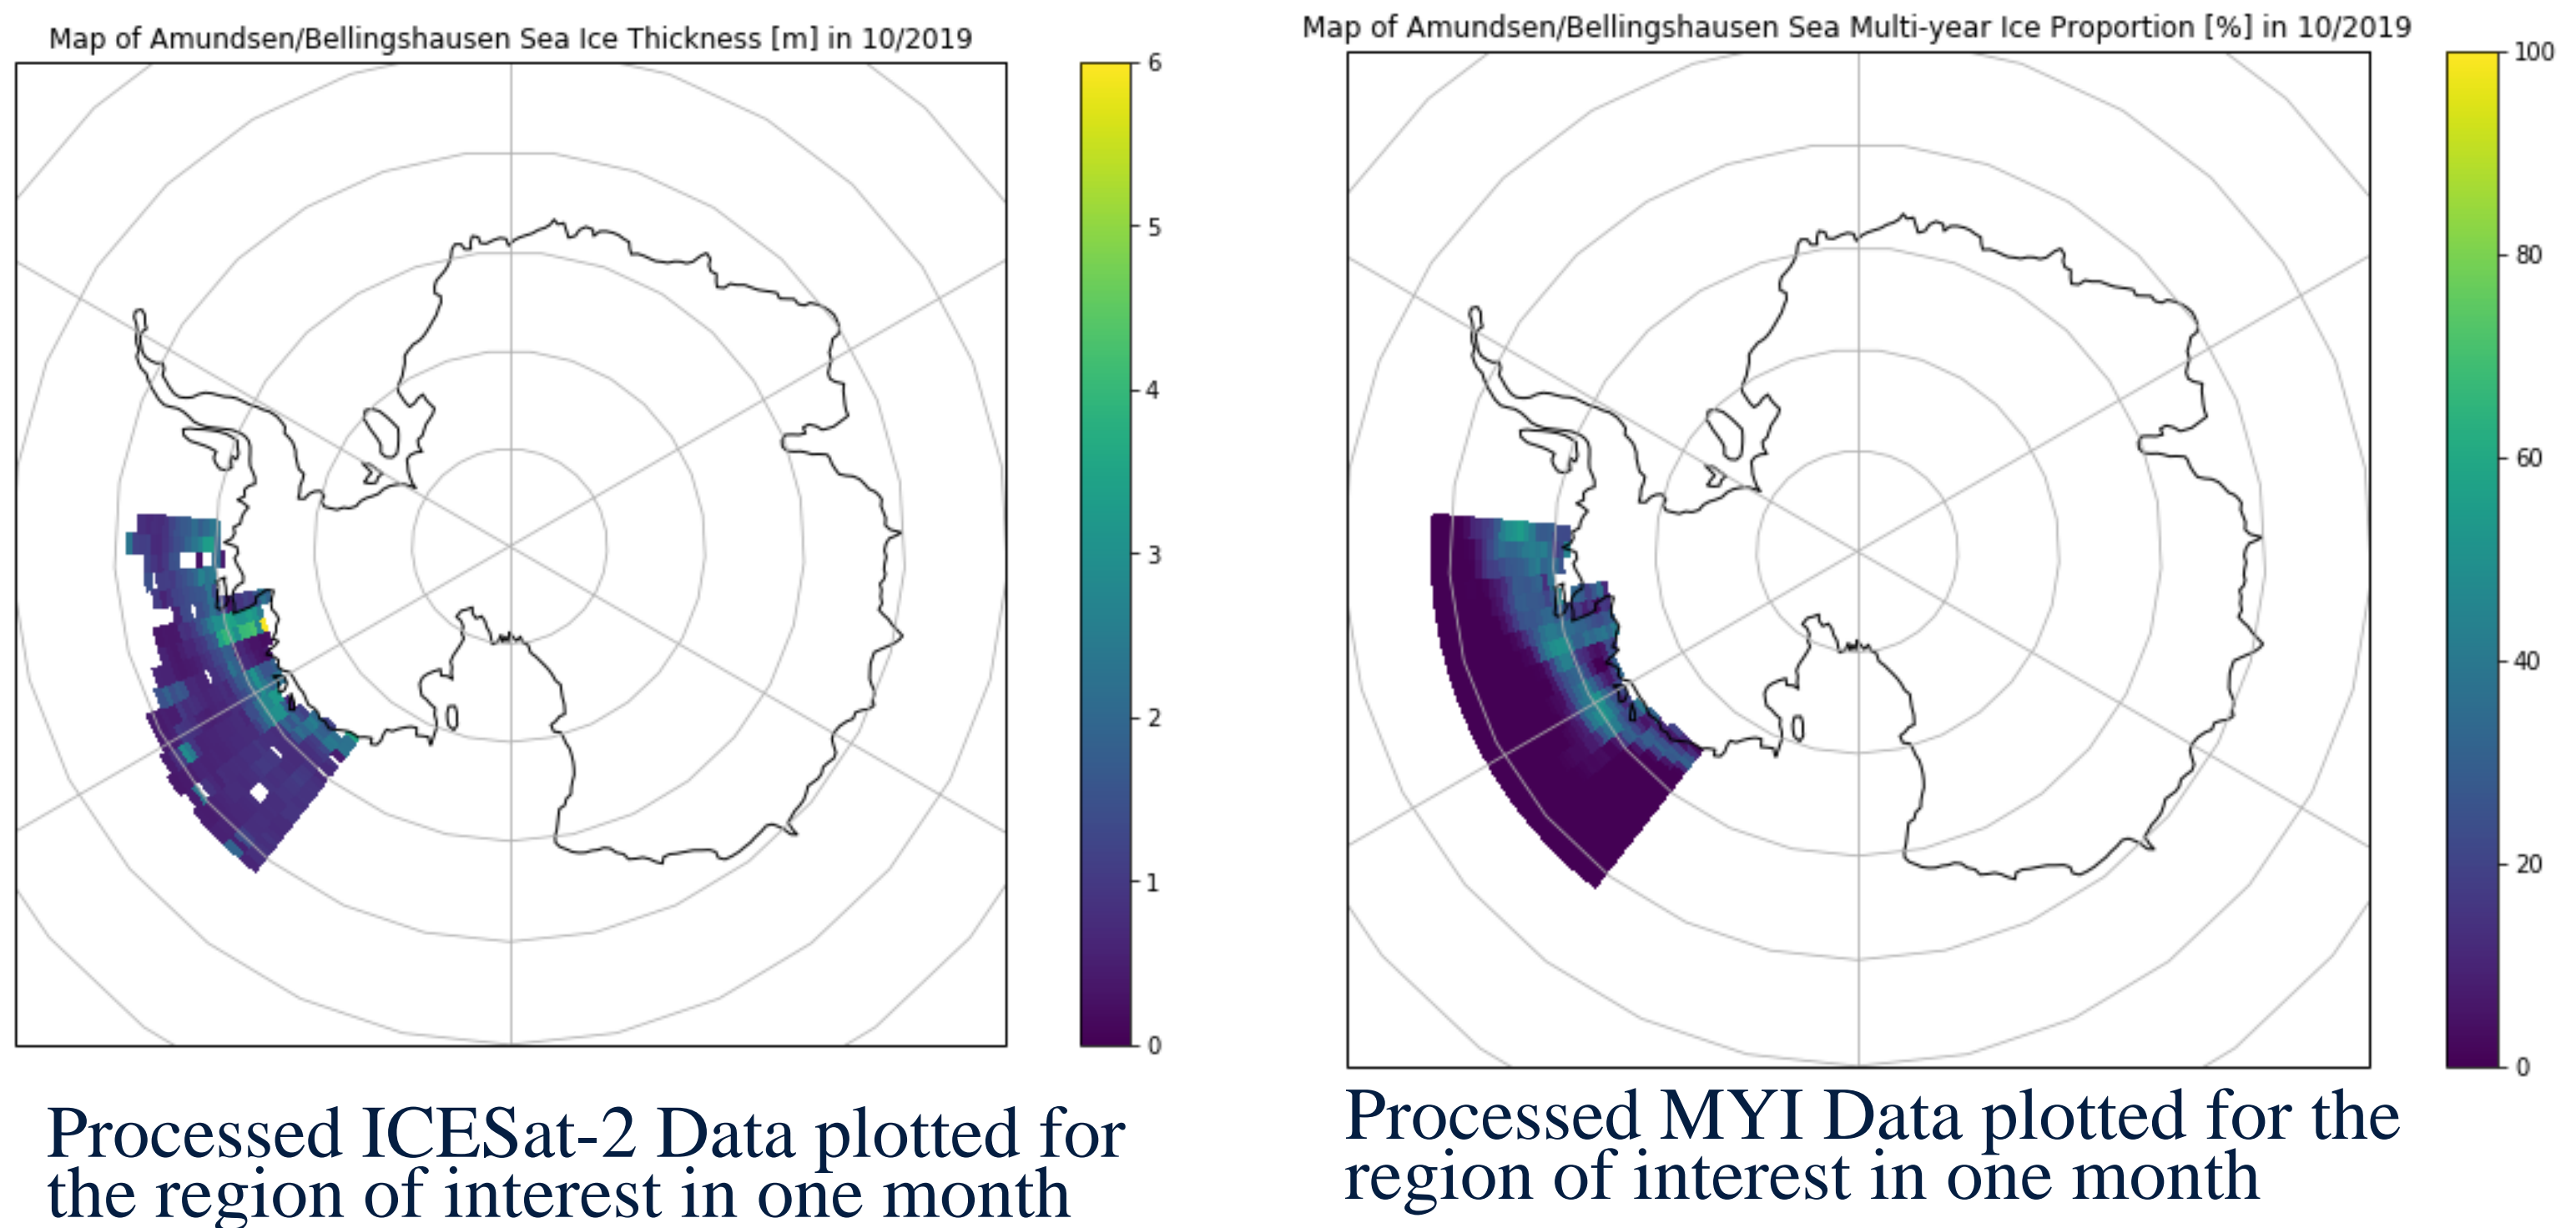 Map of Amundsen/Bellingshausen Sea Ice Thickness [m] in 10/2019
6
5
4
3
2
1
0
Processed ICESat-2 Data plotted for
the region of interest in one month
Map of Amundsen/Bellingshausen Sea Multi-year Ice Proportion [%] in 10/2019
100
80
60
40
20
0
Processed MYI Data plotted for the
region of interest in one month